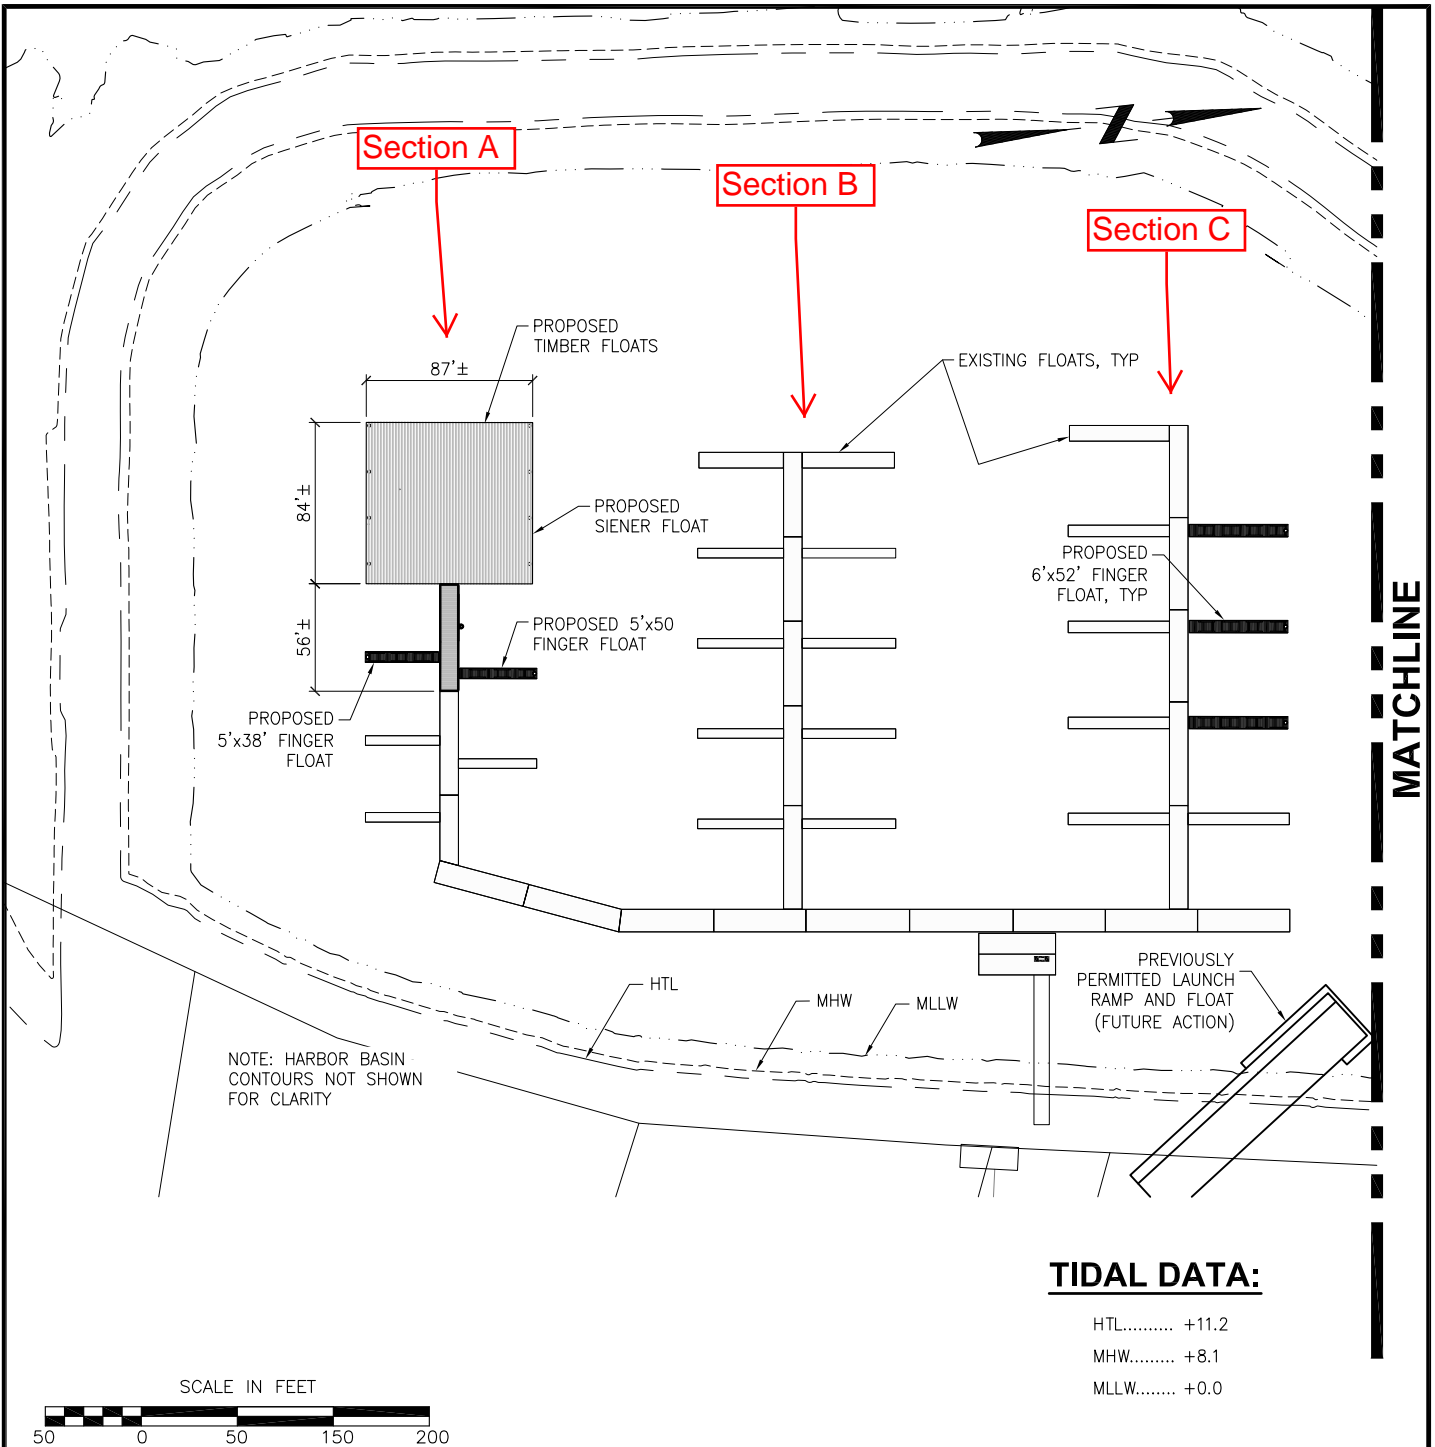 Section A
Section B
Section C
PROPOSED
TIMBER FLOATS
87'±
EXISTING FLOATS, TYP
84'±
PROPOSED
SIENER FLOAT
PROPOSED
6'x52' FINGER
FLOAT, TYP
56'±
PROPOSED 5'x50
FINGER FLOAT
PROPOSED
5'x38' FINGER
FLOAT
MATCHLINE
PREVIOUSLY
PERMITTED LAUNCH
RAMP AND FLOAT
(FUTURE ACTION)
HTL
MHW
MLLW
NOTE: HARBOR BASIN
CONTOURS NOT SHOWN
FOR CLARITY
TIDAL DATA:
HTL.......... +11.2
MHW......... +8.1
MLLW........ +0.0
SCALE IN FEET
50 0 50 150 200